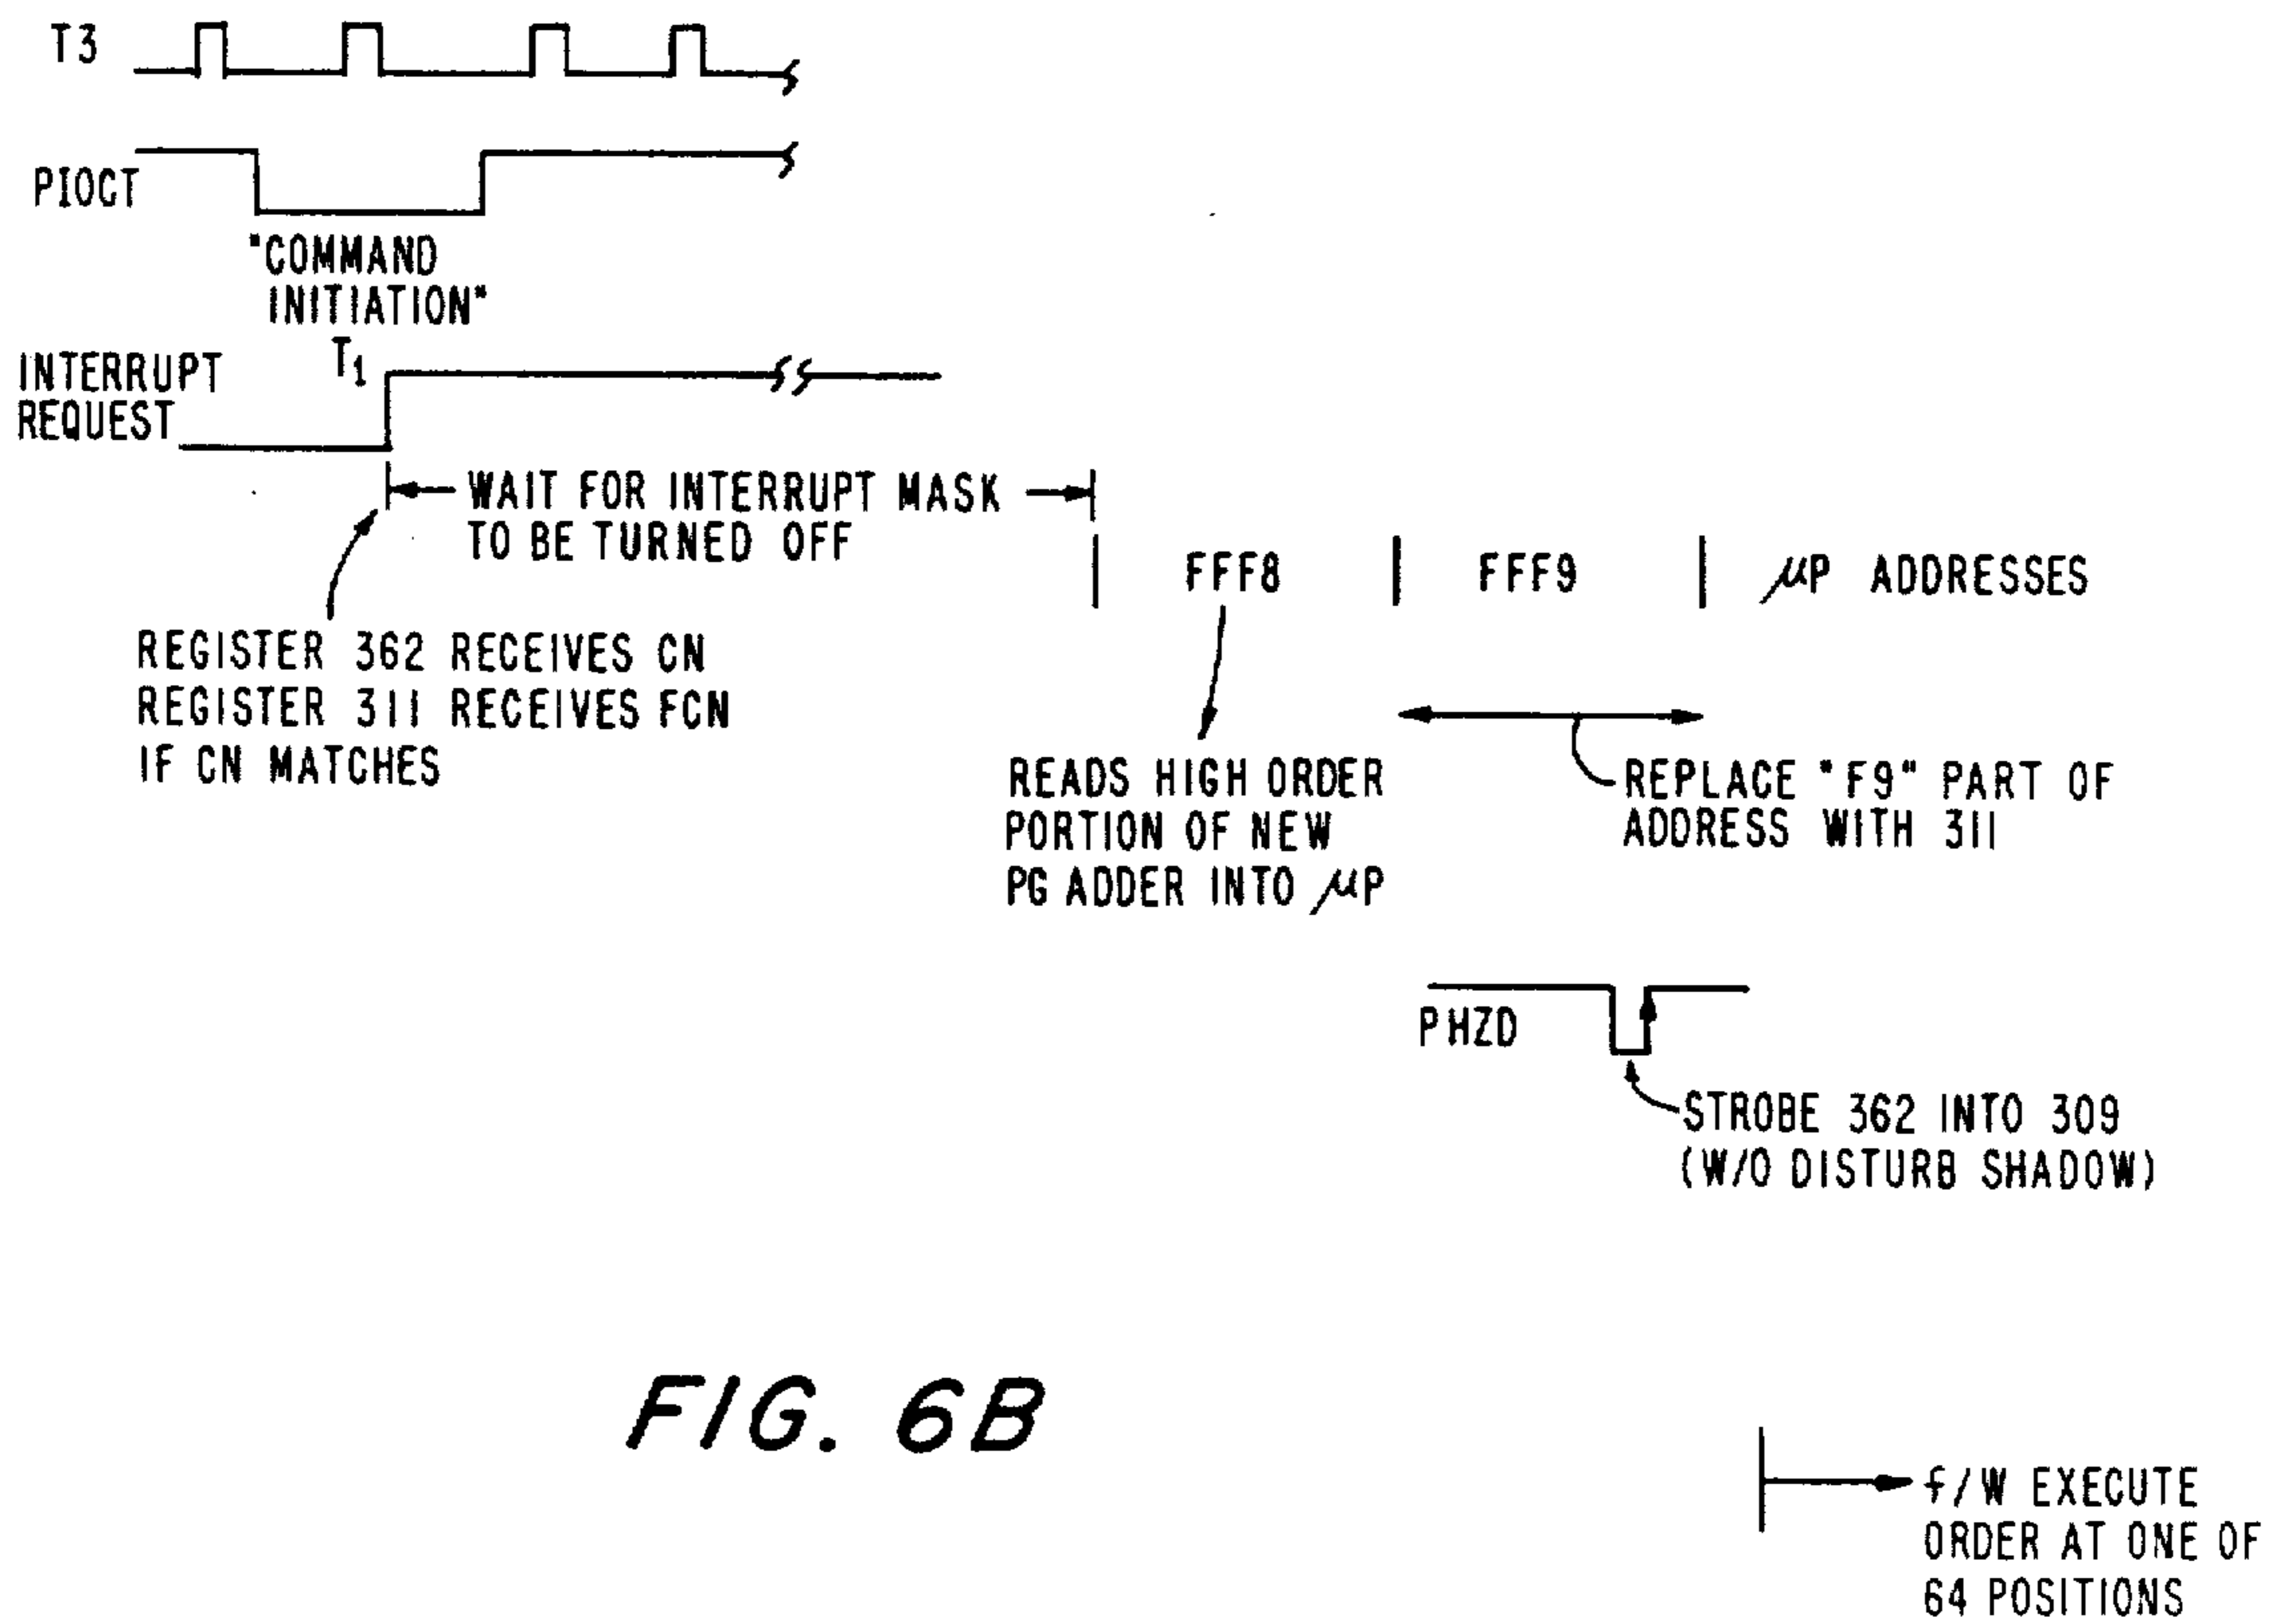 T3
PIOCT
"COMMAND
INITIATION"
T1
INTERRUPT
REQUEST
WAIT FOR INTERRUPT MASK
TO BE TURNED OFF
FFF8
FFF9
μP ADDRESSES
REGISTER 362 RECEIVES CN
REGISTER 311 RECEIVES FCN
IF CN MATCHES
READS HIGH ORDER
PORTION OF NEW
PG ADDER INTO μP
REPLACE "F9" PART OF
ADDRESS WITH 311
PHZD
STROBE 362 INTO 309
(W/O DISTURB SHADOW)
FIG. 6B
f/W EXECUTE
ORDER AT ONE OF
64 POSITIONS